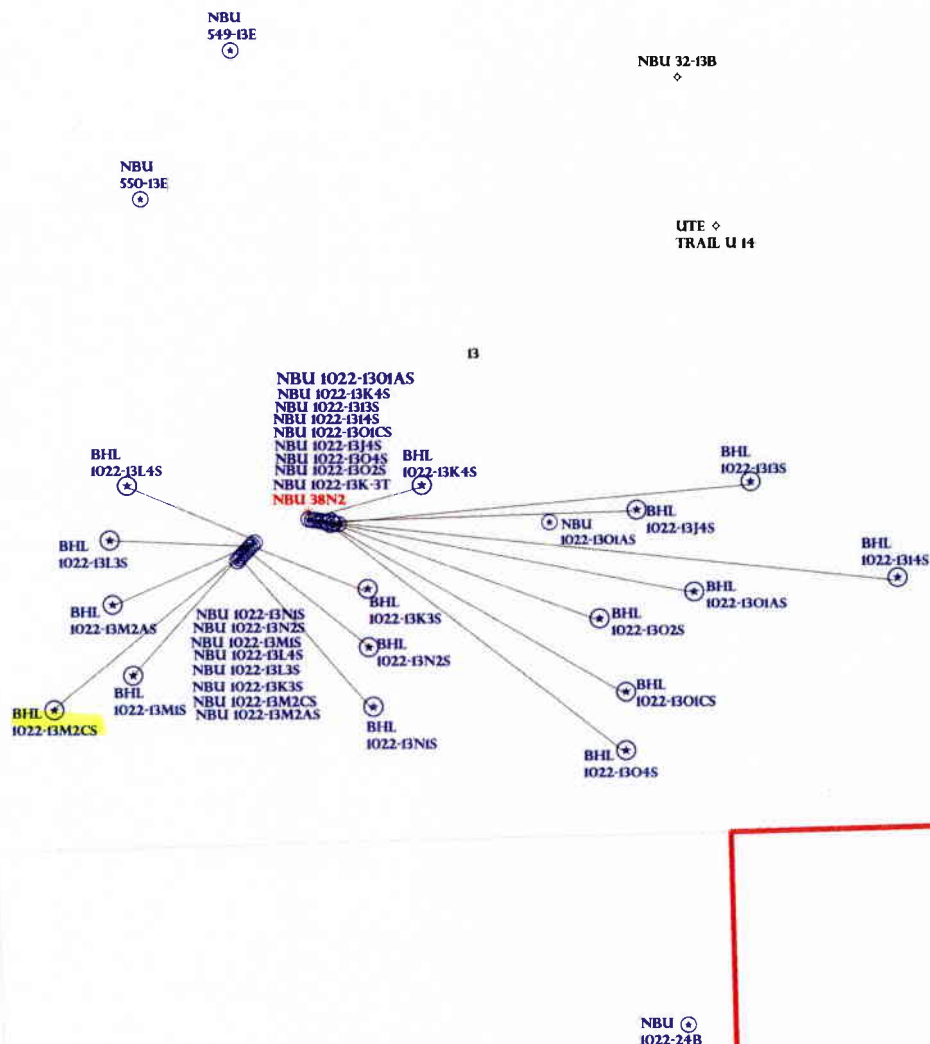 NBU
549-13E
NBU 32-13B
NBU
550-13E
UTE
TRAIL U 14
13
NBU 1022-13O1AS
NBU 1022-13K4S
NBU 1022-13I3S
NBU 1022-13I4S
NBU 1022-13O1CS
NBU 1022-13J4S
NBU 1022-13O4S
NBU 1022-13O2S
NBU 1022-13K-3T
NBU 38N2
BHL
1022-13L4S
BHL
1022-13K4S
BHL
1022-13I3S
BHL
1022-13J4S
NBU
1022-13O1AS
BHL
1022-13L3S
BHL
1022-13I4S
BHL
1022-13M2AS
BHL
1022-13K3S
BHL
1022-13O1AS
BHL
1022-13O2S
NBU 1022-13N1S
NBU 1022-13N2S
NBU 1022-13M1S
NBU 1022-13L4S
NBU 1022-13L3S
NBU 1022-13K3S
NBU 1022-13M2CS
NBU 1022-13M2AS
BHL
1022-13N2S
BHL
1022-13M1S
BHL
1022-13M2CS
BHL
1022-13N1S
BHL
1022-13O1CS
BHL
1022-13O4S
NBU
1022-24B